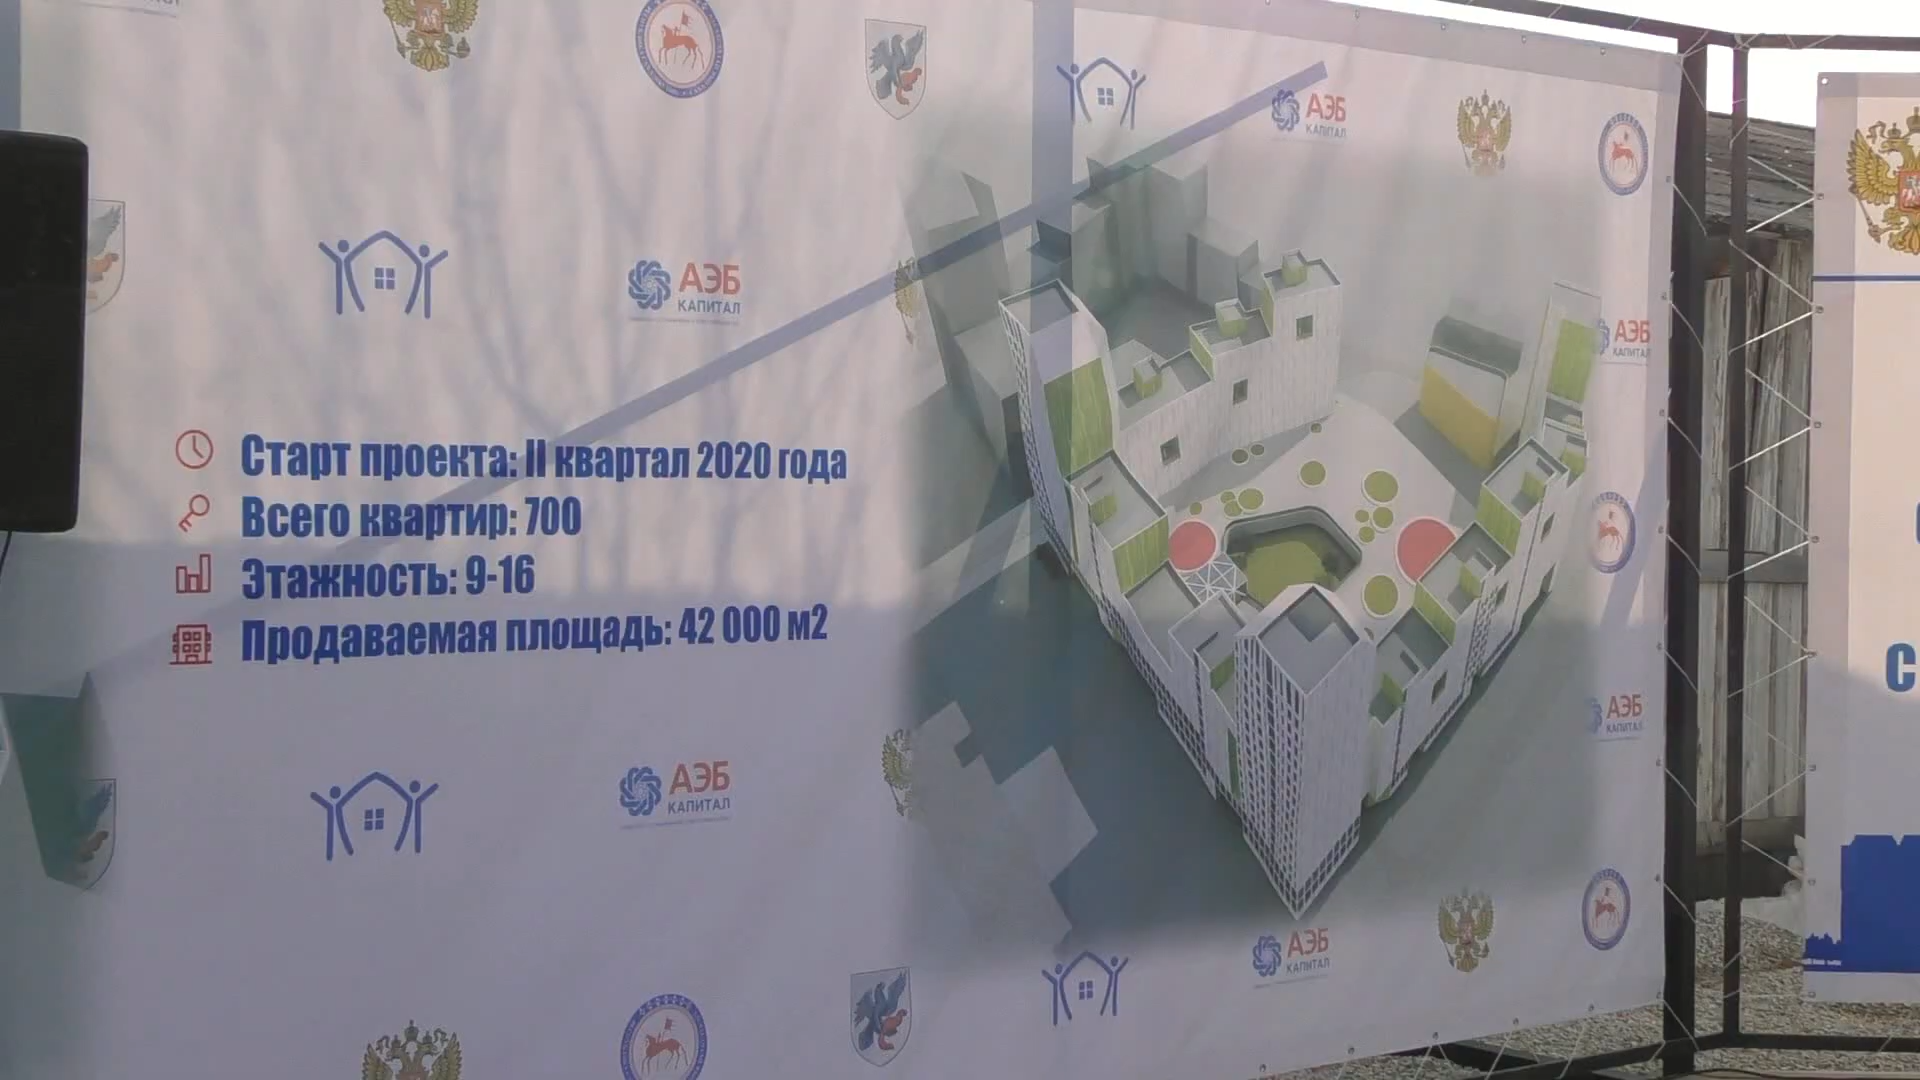 АЭБ
КАПИТАЛ
АЭБ
КАПИТАЛ
АЭБ
КАПИТАЛ
Старт проекта: II квартал 2020 года
Всего квартир: 700
Этажность: 9-16
Продаваемая площадь: 42 000 м2
АЭБ
КАПИТАЛ
АЭБ
КАПИТАЛ
АЭБ
КАПИТАЛ
С